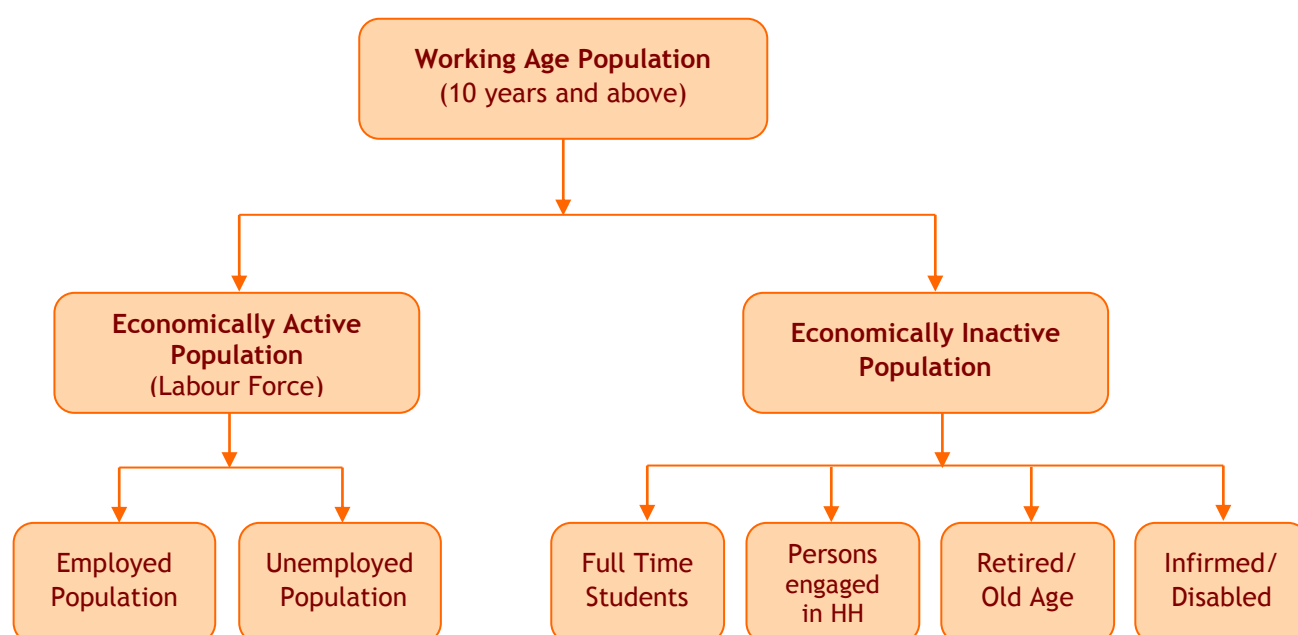 Working Age Population
(10 years and above)
Economically Active
Population
(Labour Force)
Economically Inactive
Population
Employed
Population
Unemployed
Population
Full Time
Students
Persons
engaged
in HH
Retired/
Old Age
Infirmed/
Disabled